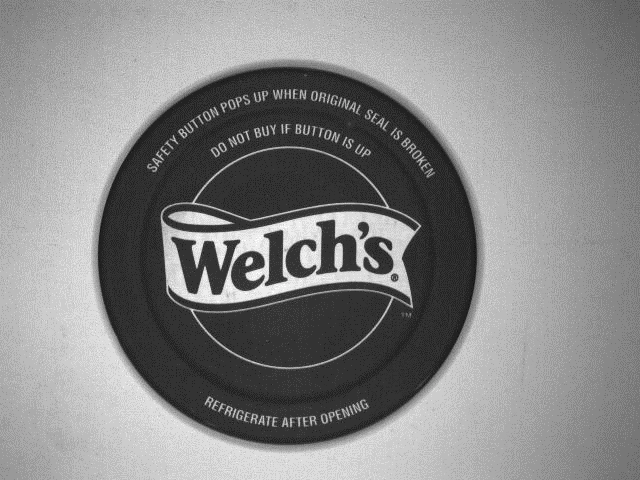 SAFETY BUTTON POPS UP WHEN ORIGINAL SEAL IS BROKEN
DO NOT BUY IF BUTTON IS UP
Welch's®
TM
REFRIGERATE AFTER OPENING